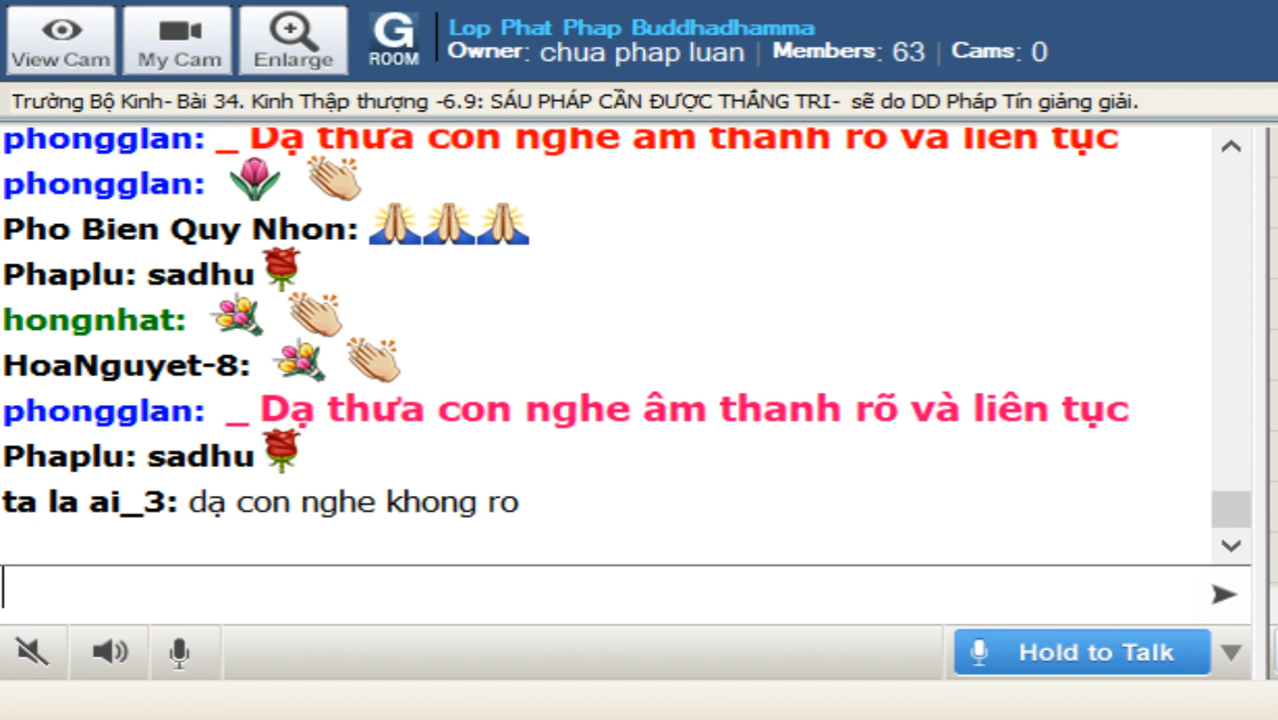 Lop Phat Phap Buddhadhamma
View Cam My Cam Enlarge G ROOM Owner: chua phap luan | Members: 63 | Cams: 0
Trường Bộ Kinh- Bài 34. Kinh Thập thượng -6.9: SÁU PHÁP CẦN ĐƯỢC THẮNG TRI- sẽ do DD Pháp Tín giảng giải.
phongglan: _ Dạ thưa con nghe âm thanh rõ và liên tục
phongglan:
Pho Bien Quy Nhon:
Phaplu: sadhu
hongnhat:
HoaNguyet-8:
phongglan: _ Dạ thưa con nghe âm thanh rõ và liên tục
Phaplu: sadhu
ta la ai_3: dạ con nghe khong ro
Hold to Talk